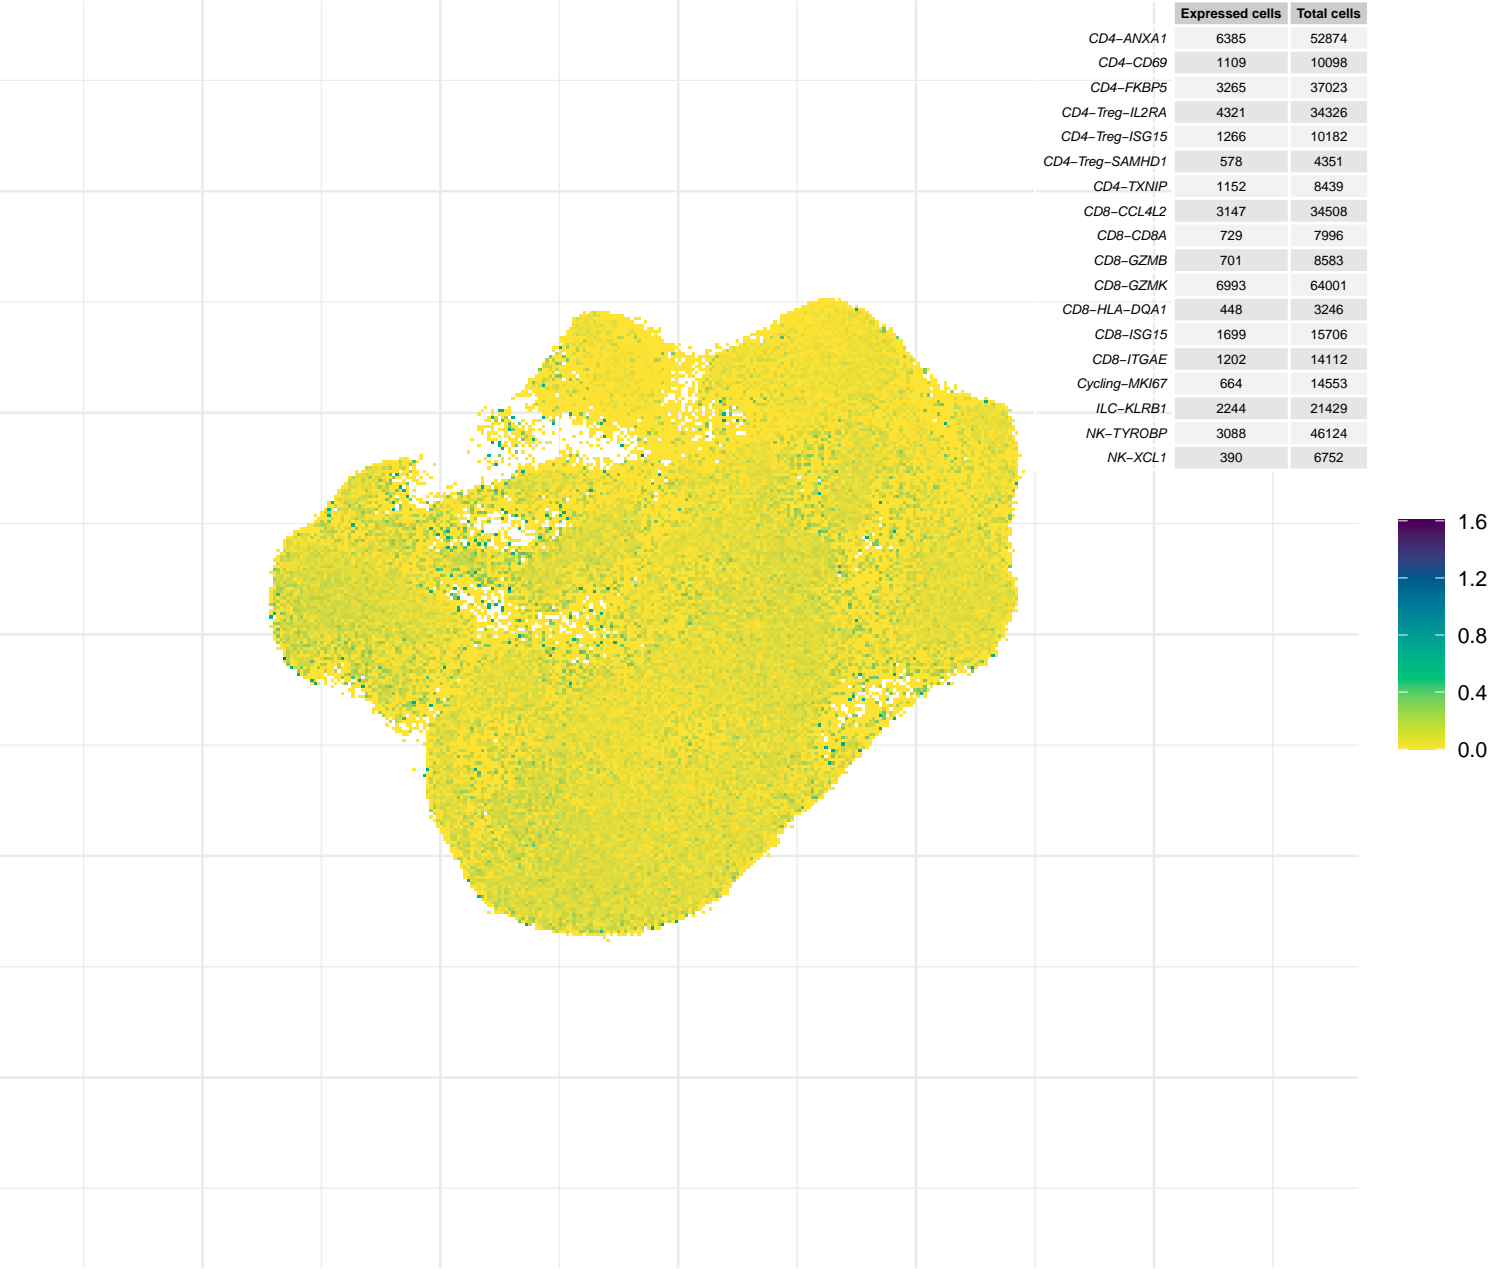 Expressed cells Total cells
CD4−ANXA1 6385 52874
CD4−CD69 1109 10098
CD4−FKBP5 3265 37023
CD4−Treg−IL2RA 4321 34326
CD4−Treg−ISG15 1266 10182
CD4−Treg−SAMHD1 578 4351
CD4−TXNIP 1152 8439
CD8−CCL4L2 3147 34508
CD8−CD8A 729 7996
CD8−GZMB 701 8583
CD8−GZMK 6993 64001
CD8−HLA−DQA1 448 3246
CD8−ISG15 1699 15706
CD8−ITGAE 1202 14112
Cycling−MKI67 664 14553
ILC−KLRB1 2244 21429
NK−TYROBP 3088 46124
NK−XCL1 390 6752
1.6
1.2
0.8
0.4
0.0